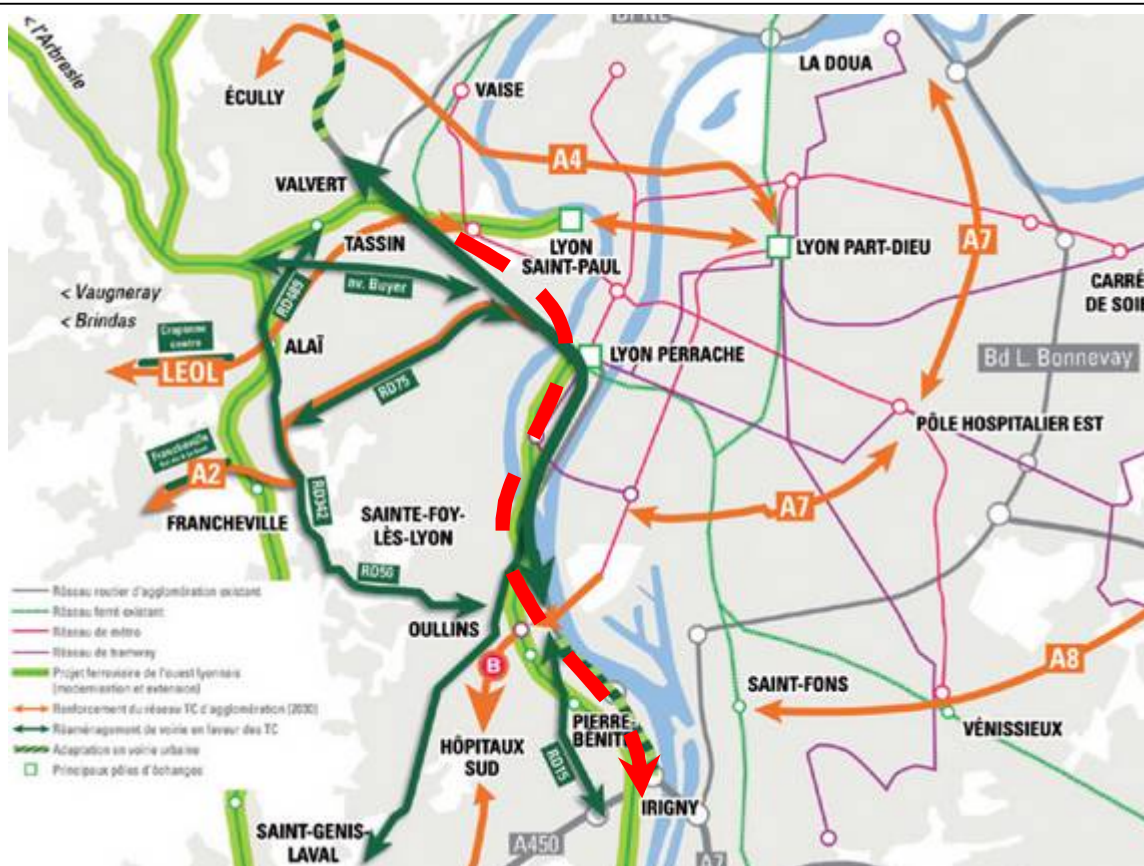 < l'Arbresle
ÉCULLY
VAISE
LA DOUA
A4
VALVERT
TASSIN
LYON
SAINT-PAUL
LYON PART-DIEU
A7
CARRÉ
DE SOIE
RD489
av. Buyer
< Vaugneray
< Brindas
Craponne
centre
ALAÏ
LEOL
RD75
LYON PERRACHE
Bd L. Bonnevay
PÔLE HOSPITALIER EST
Francheville
A2
FRANCHEVILLE
RD342
SAINTE-FOY-
LÈS-LYON
A7
RD50
OULLINS
B
Réseau routier d'agglomération existant
Réseau ferré existant
Réseau de métro
Réseau de tramway
Projet ferroviaire de l'ouest lyonnais
(modernisation et extension)
Renforcement du réseau TC d'agglomération (2030)
Réaménagement de voirie en faveur des TC
Adaptation en voirie urbaine
Principaux pôles d'échanges
A8
SAINT-FONS
VÉNISSIEUX
PIERRE-
BÉNITE
HÔPITAUX
SUD
RD15
IRIGNY
SAINT-GENIS-
LAVAL
A450
A7